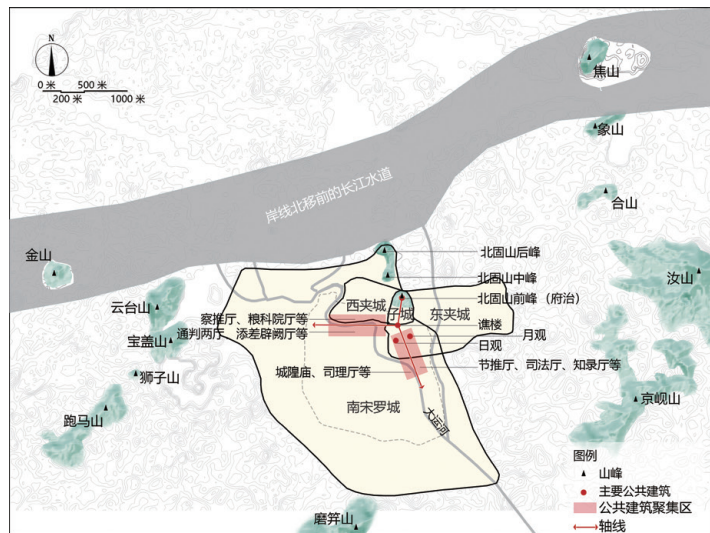 N
0 米 500 米
200 米 1000 米
焦山
象山
合山
岸线北移前的长江水道
金山
北固山后峰
北固山中峰
汝山
云台山
北固山前峰（府治）
西夹城
子城
东夹城
察推厅、粮科院厅等
谯楼
通判两厅 添差辟阙厅等
月观
宝盖山
日观
狮子山
城隍庙、司理厅等
节推厅、司法厅、知录厅等
京岘山
跑马山
南宋罗城
大运河
图例
山峰
主要公共建筑
公共建筑聚集区
轴线
磨笄山